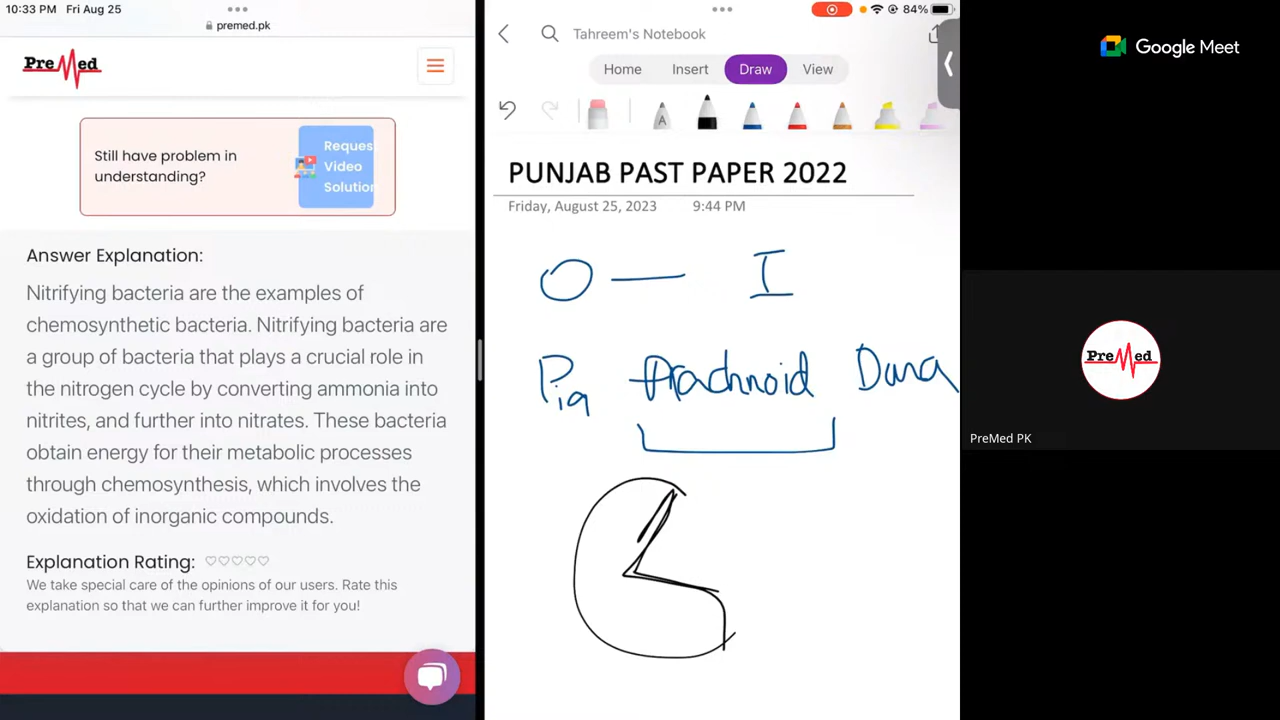 10:33 PM Fri Aug 25
premed.pk
PreMed
Still have problem in
understanding?
Reques
Video
Solution
Answer Explanation:
Nitrifying bacteria are the examples of
chemosynthetic bacteria. Nitrifying bacteria are
a group of bacteria that plays a crucial role in
the nitrogen cycle by converting ammonia into
nitrites, and further into nitrates. These bacteria
obtain energy for their metabolic processes
through chemosynthesis, which involves the
oxidation of inorganic compounds.
Explanation Rating:
We take special care of the opinions of our users. Rate this
explanation so that we can further improve it for you!
84%
Tahreem's Notebook
Home Insert Draw View
A
PUNJAB PAST PAPER 2022
Friday, August 25, 2023 9:44 PM
O — I
Pia Arachnoid Dura
Google Meet
PreMed
PreMed PK